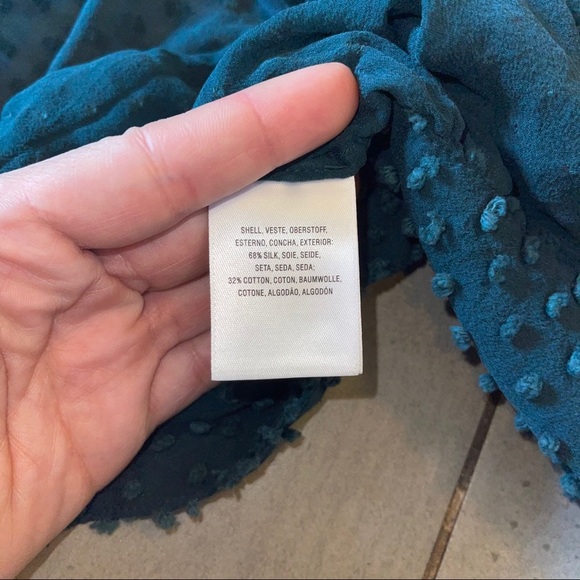 SHELL, VESTE, OBERSTOFF,
ESTERNO, CONCHA, EXTERIOR:
68% SILK, SOIE, SEIDE,
SETA, SEDA, SEDA;
32% COTTON, COTON, BAUMWOLLE,
COTONE, ALGODÃO, ALGODÓN